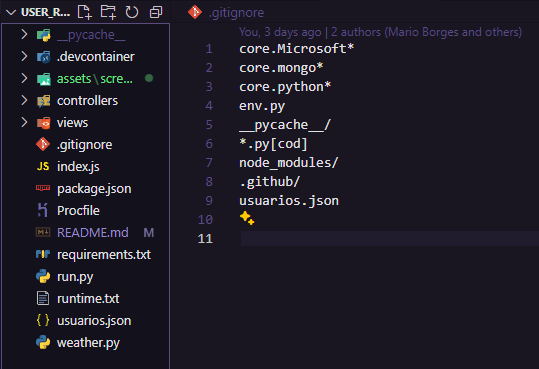 USER_R...
__pycache__
.devcontainer
assets\scre...
controllers
views
.gitignore
JS index.js
package.json
Procfile
README.md M
requirements.txt
run.py
runtime.txt
{ } usuarios.json
weather.py
.gitignore
You, 3 days ago | 2 authors (Mario Borges and others)
1 core.Microsoft*
2 core.mongo*
3 core.python*
4 env.py
5 __pycache__/
6 *.py[cod]
7 node_modules/
8 .github/
9 usuarios.json
10
11